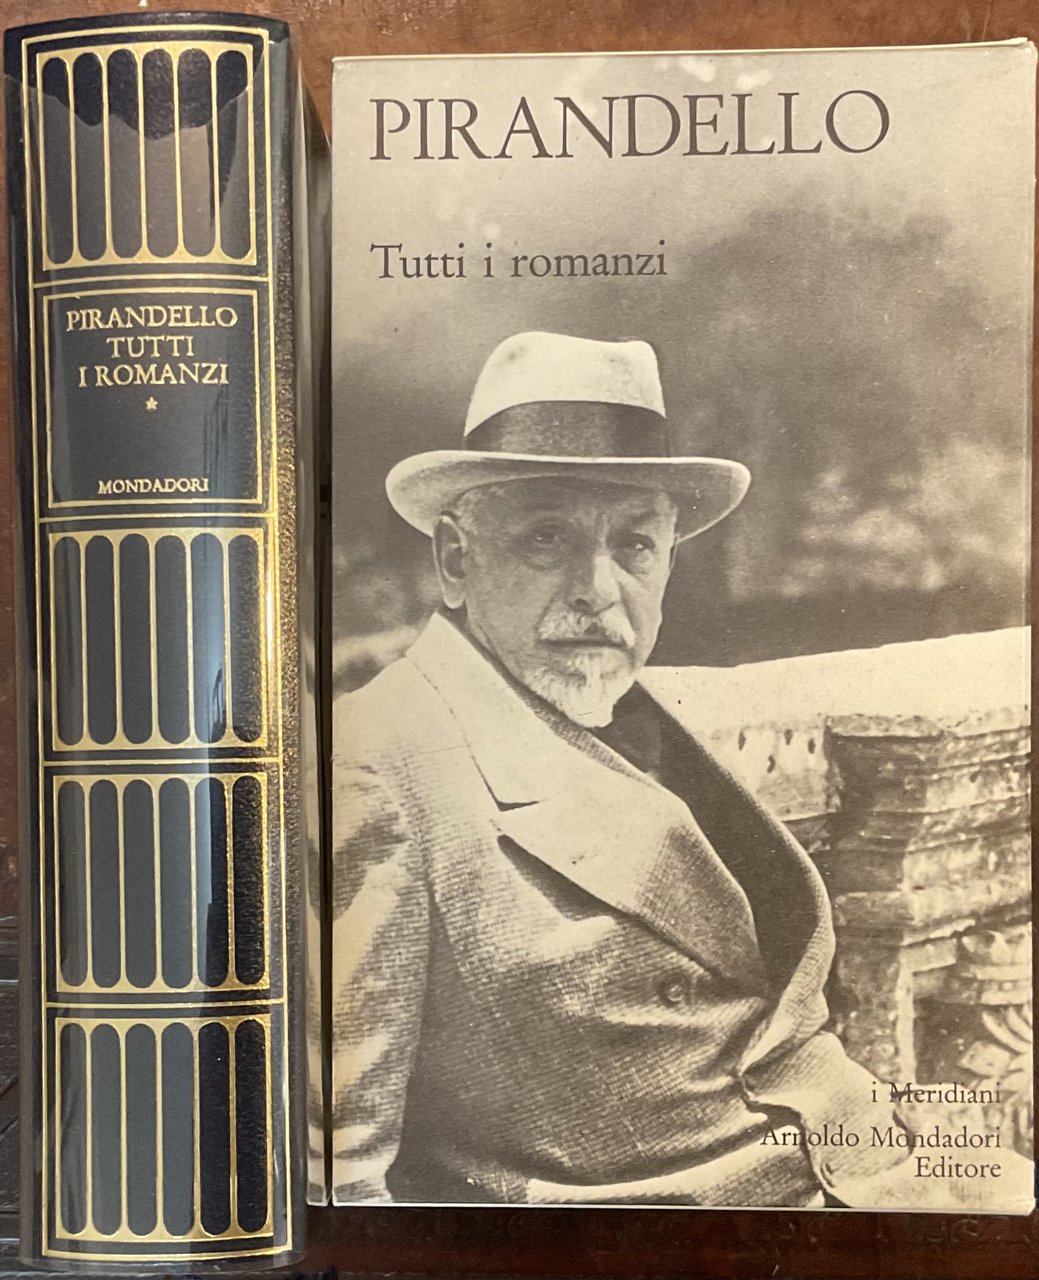 PIRANDELLO
TUTTI
I ROMANZI
MONDADORI
PIRANDELLO
Tutti i romanzi
i Meridiani
Arnoldo Mondadori
Editore